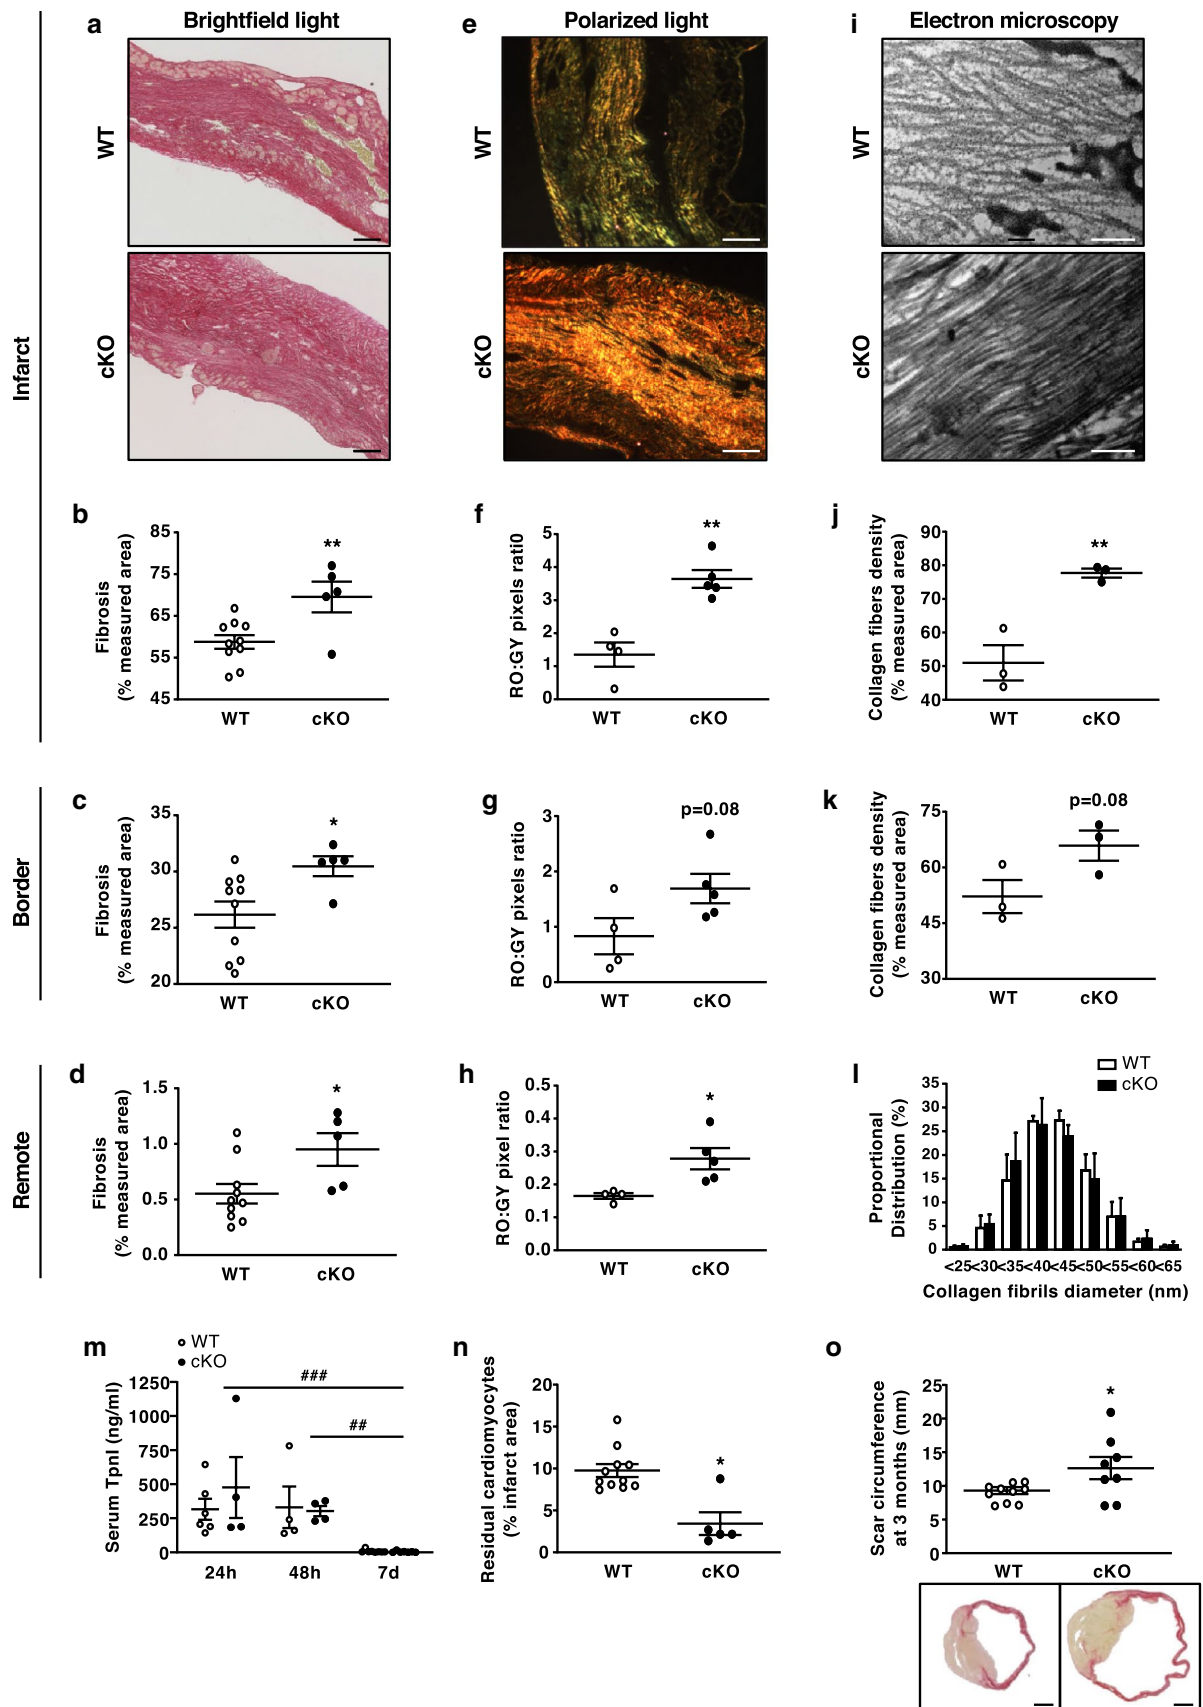 a Brightfield light
e Polarized light
i Electron microscopy
WT
WT
WT
cKO
cKO
cKO
Infarct
b
Fibrosis
(% measured area)
85
75
65
55
45
**
WT cKO
f
RO:GY pixels rati0
5
4
3
2
1
0
**
WT cKO
j
Collagen fibers density
(% measured area)
90
80
70
60
50
40
**
WT cKO
Border
c
Fibrosis
(% measured area)
35
30
25
20
*
WT cKO
g
RO:GY pixels ratio
3
2
1
0
p=0.08
WT cKO
k
Collagen fibers density
(% measured area)
75
60
45
30
p=0.08
WT cKO
Remote
d
Fibrosis
(% measured area)
1.5
1.0
0.5
0.0
*
WT cKO
h
RO:GY pixel ratio
0.5
0.4
0.3
0.2
0.1
0.0
*
WT cKO
l
WT
cKO
Proportional
Distribution (%)
35
30
25
20
15
10
5
0
<25 <30 <35 <40 <45 <50 <55 <60 <65
Collagen fibrils diameter (nm)
m
WT
cKO
Serum TpnI (ng/ml)
1250
1000
750
500
250
0
###
##
24h 48h 7d
n
Residual cardiomyocytes
(% infarct area)
20
15
10
5
0
*
WT cKO
o
Scar circumference
at 3 months (mm)
25
20
15
10
5
0
*
WT cKO